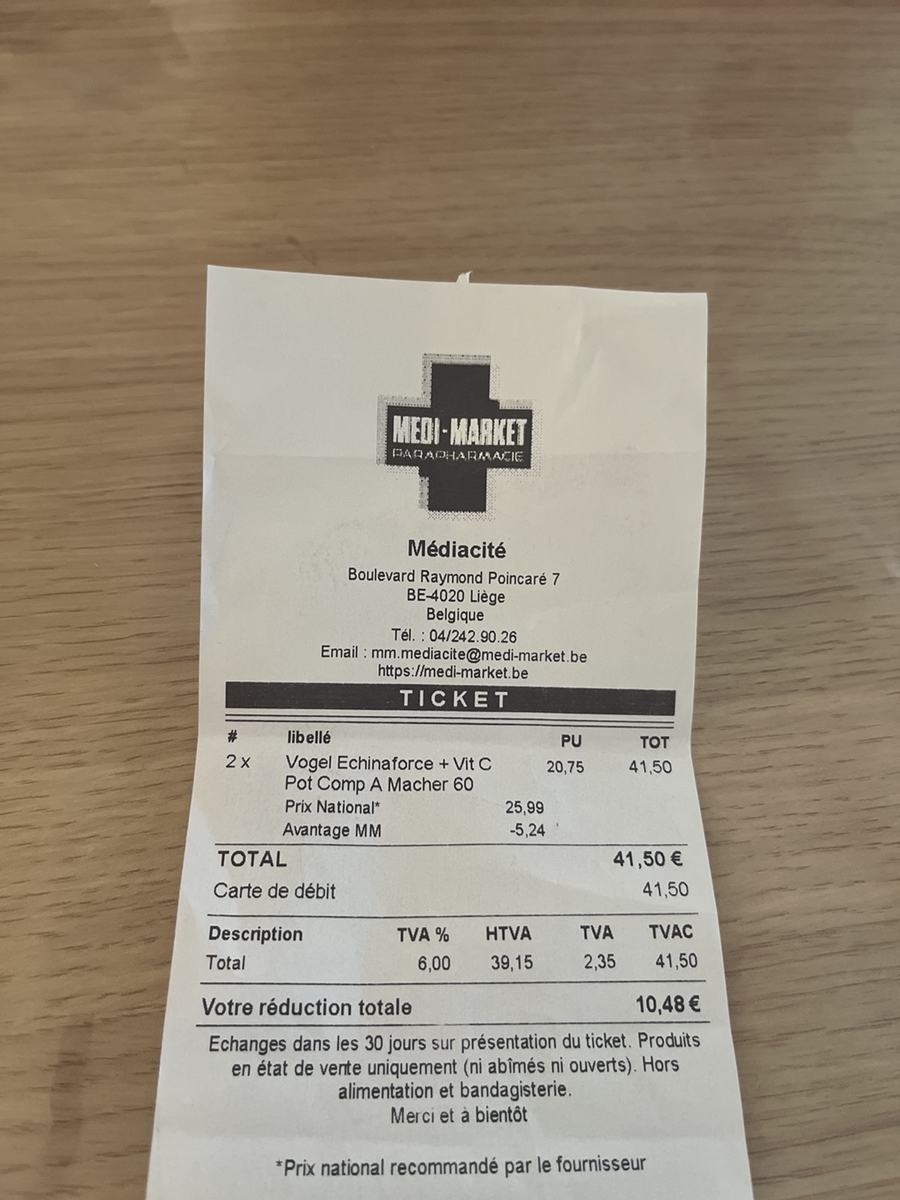 MEDI-MARKET
PARAPHARMACIE
Médiacité
Boulevard Raymond Poincaré 7
BE-4020 Liège
Belgique
Tél. : 04/242.90.26
Email : mm.mediacite@medi-market.be
https://medi-market.be
TICKET
# libellé PU TOT
2 x Vogel Echinaforce + Vit C 20,75 41,50
Pot Comp A Macher 60
Prix National* 25,99
Avantage MM -5,24
TOTAL 41,50 €
Carte de débit 41,50
Description TVA % HTVA TVA TVAC
Total 6,00 39,15 2,35 41,50
Votre réduction totale 10,48 €
Echanges dans les 30 jours sur présentation du ticket. Produits
en état de vente uniquement (ni abîmés ni ouverts). Hors
alimentation et bandagisterie.
Merci et à bientôt
*Prix national recommandé par le fournisseur